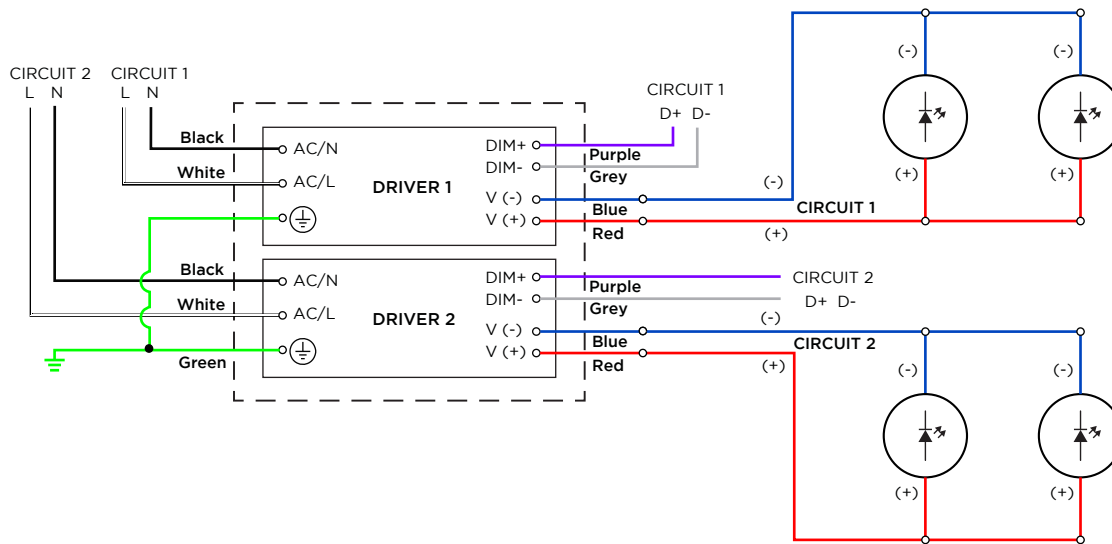 CIRCUIT 2 CIRCUIT 1
L N L N
CIRCUIT 1
D+ D-
Black
AC/N
White
AC/L
DRIVER 1
DIM+
Purple
DIM-
Grey
V (-)
Blue
V (+)
Red
(-)
CIRCUIT 1
(+)
(-)
(-)
(+)
(+)
Black
AC/N
White
AC/L
Green
DRIVER 2
DIM+
Purple
DIM-
Grey
V (-)
Blue
V (+)
Red
CIRCUIT 2
D+ D-
(-)
CIRCUIT 2
(+)
(-)
(-)
(+)
(+)